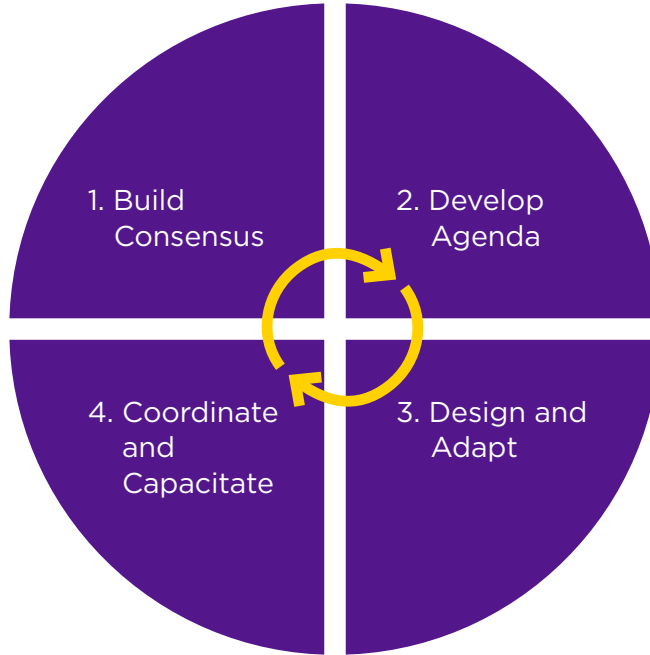 1. Build
Consensus
2. Develop
Agenda
3. Design and
Adapt
4. Coordinate
and
Capacitate